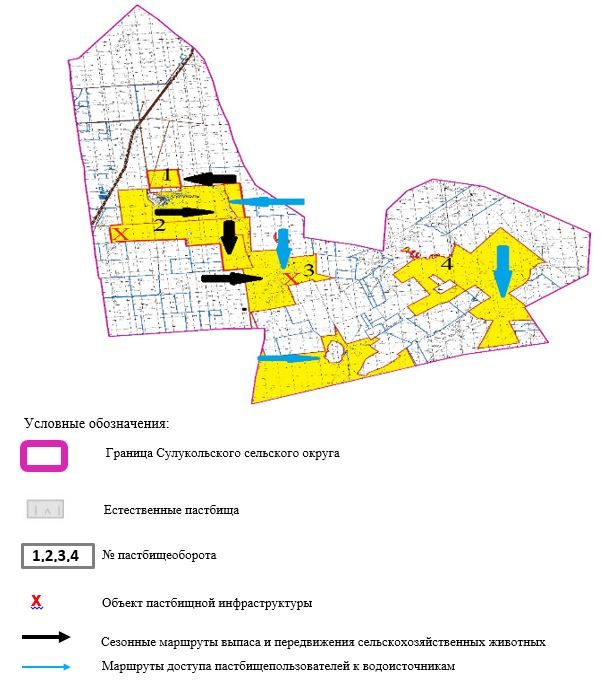 1
2
3
4
Условные обозначения:
Граница Сулукольского сельского округа
Естественные пастбища
1,2,3,4 № пастбищеоборота
X Объект пастбищной инфраструктуры
Сезонные маршруты выпаса и передвижения сельскохозяйственных животных
Маршруты доступа пастбищепользователей к водоисточникам